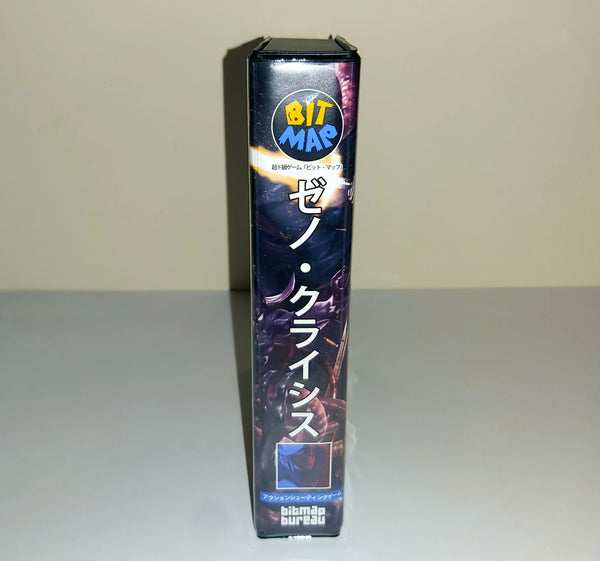 BIT
MAP
超ド級ゲーム「ビット・マップ」
ゼノ・クライシス
アクションシューティングゲーム
bitmap
bureau